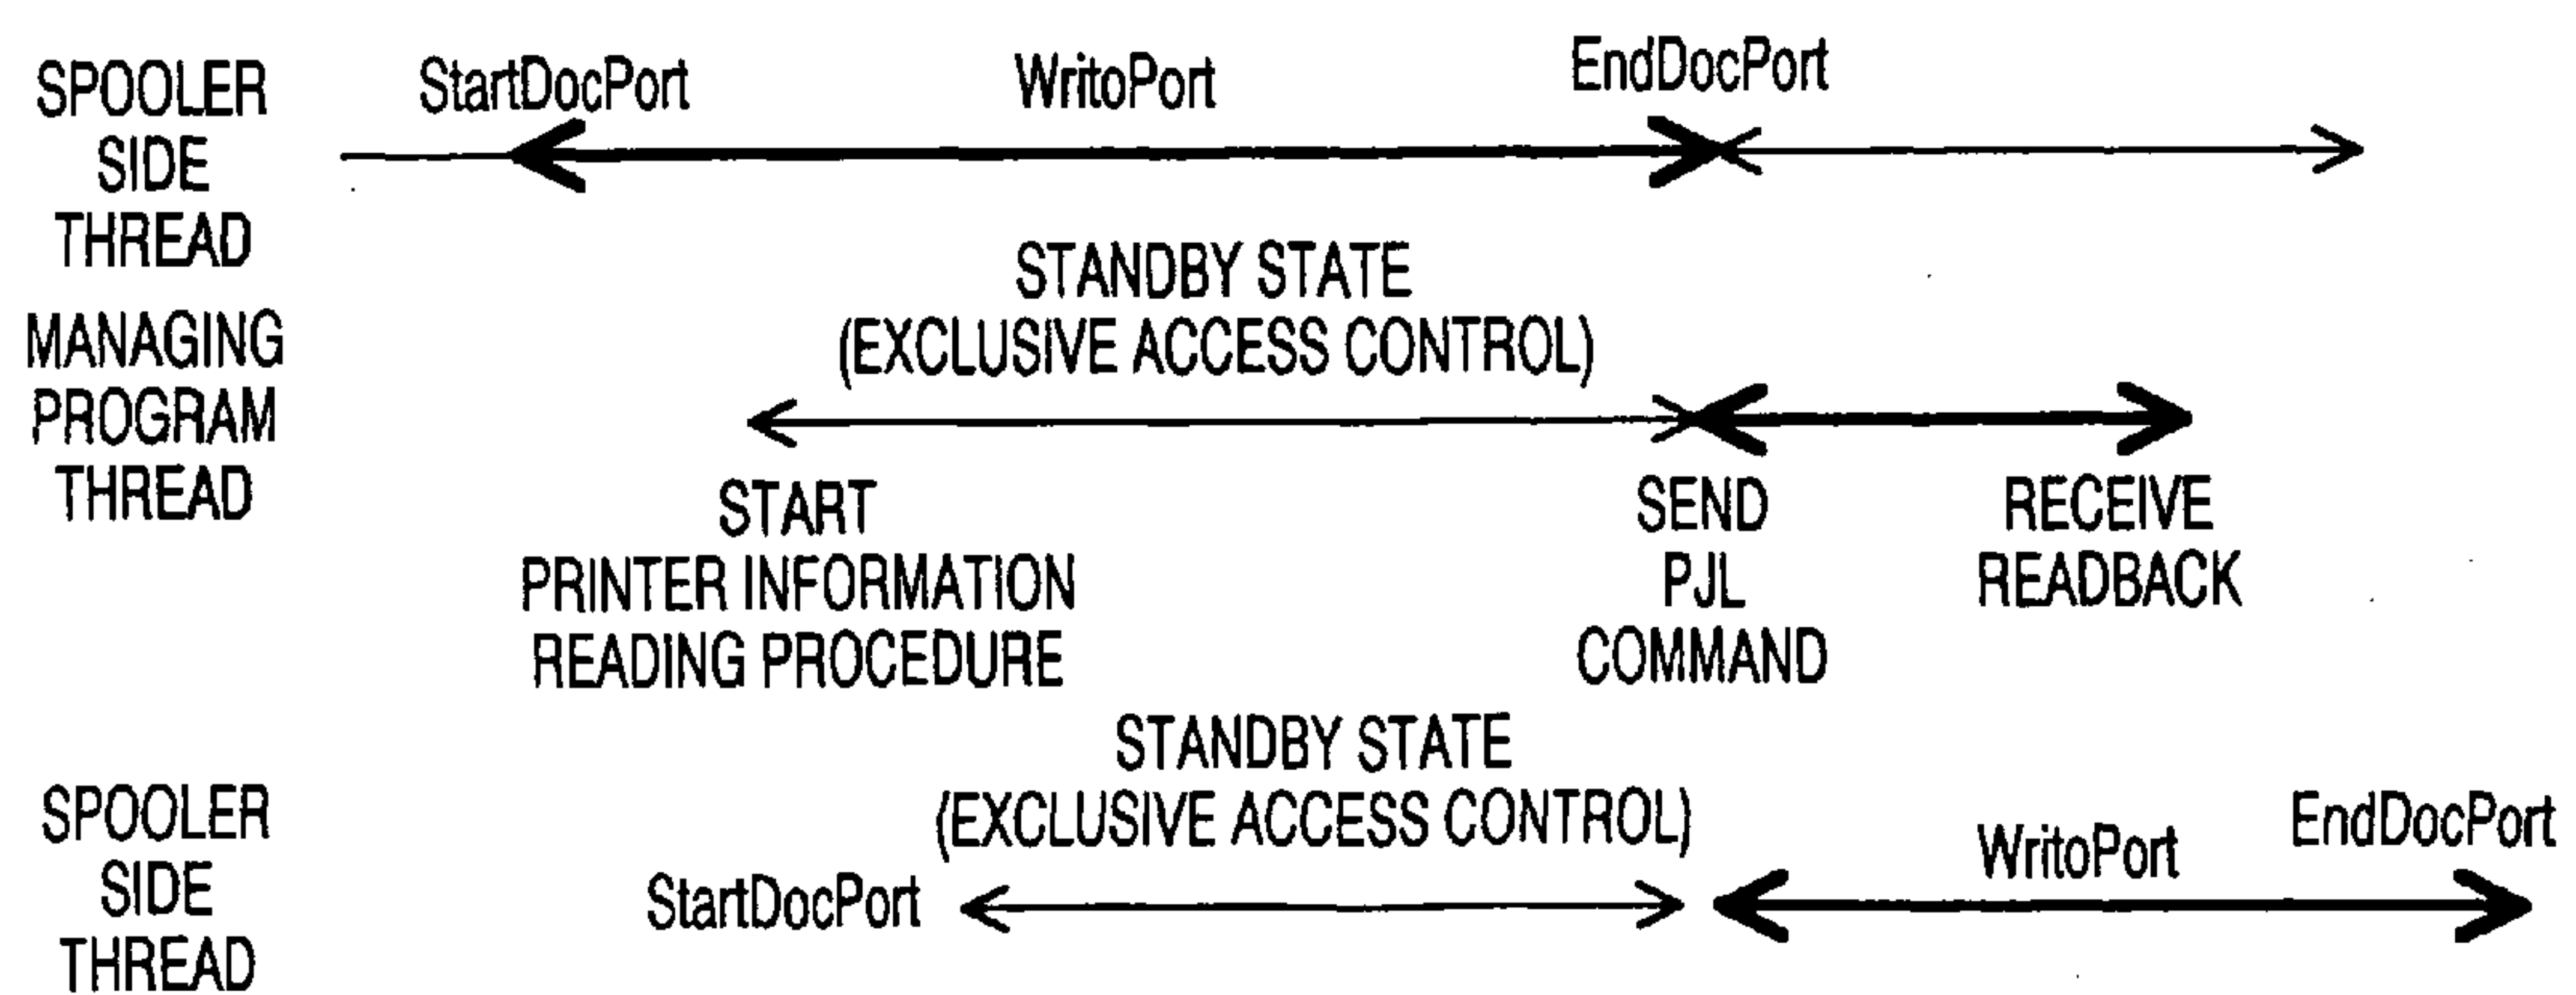 SPOOLER
SIDE
THREAD
StartDocPort
WritoPort
EndDocPort
STANDBY STATE
(EXCLUSIVE ACCESS CONTROL)
MANAGING
PROGRAM
THREAD
START
PRINTER INFORMATION
READING PROCEDURE
SEND
PJL
COMMAND
RECEIVE
READBACK
STANDBY STATE
(EXCLUSIVE ACCESS CONTROL)
SPOOLER
SIDE
THREAD
StartDocPort
WritoPort
EndDocPort